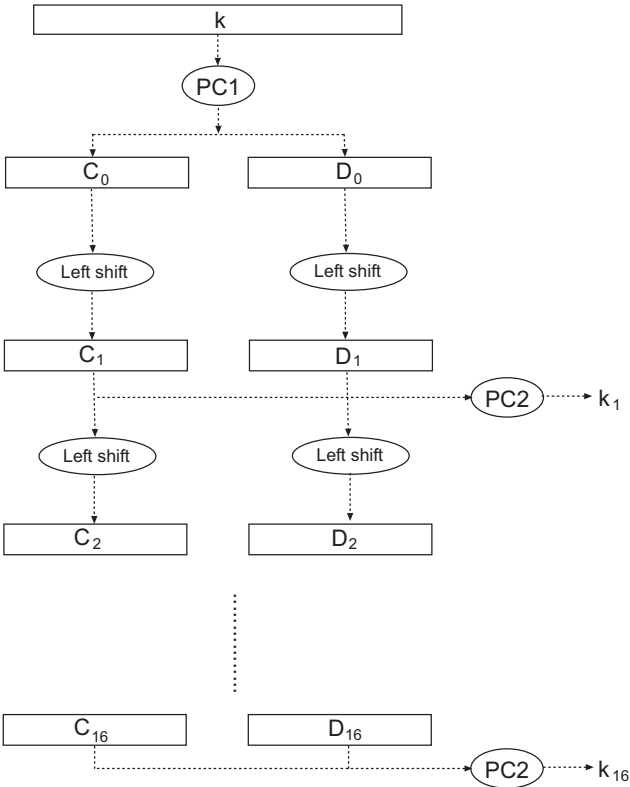 k
PC1
C0 D0
Left shift Left shift
C1 D1
PC2 k1
Left shift Left shift
C2 D2
C16 D16
PC2 k16